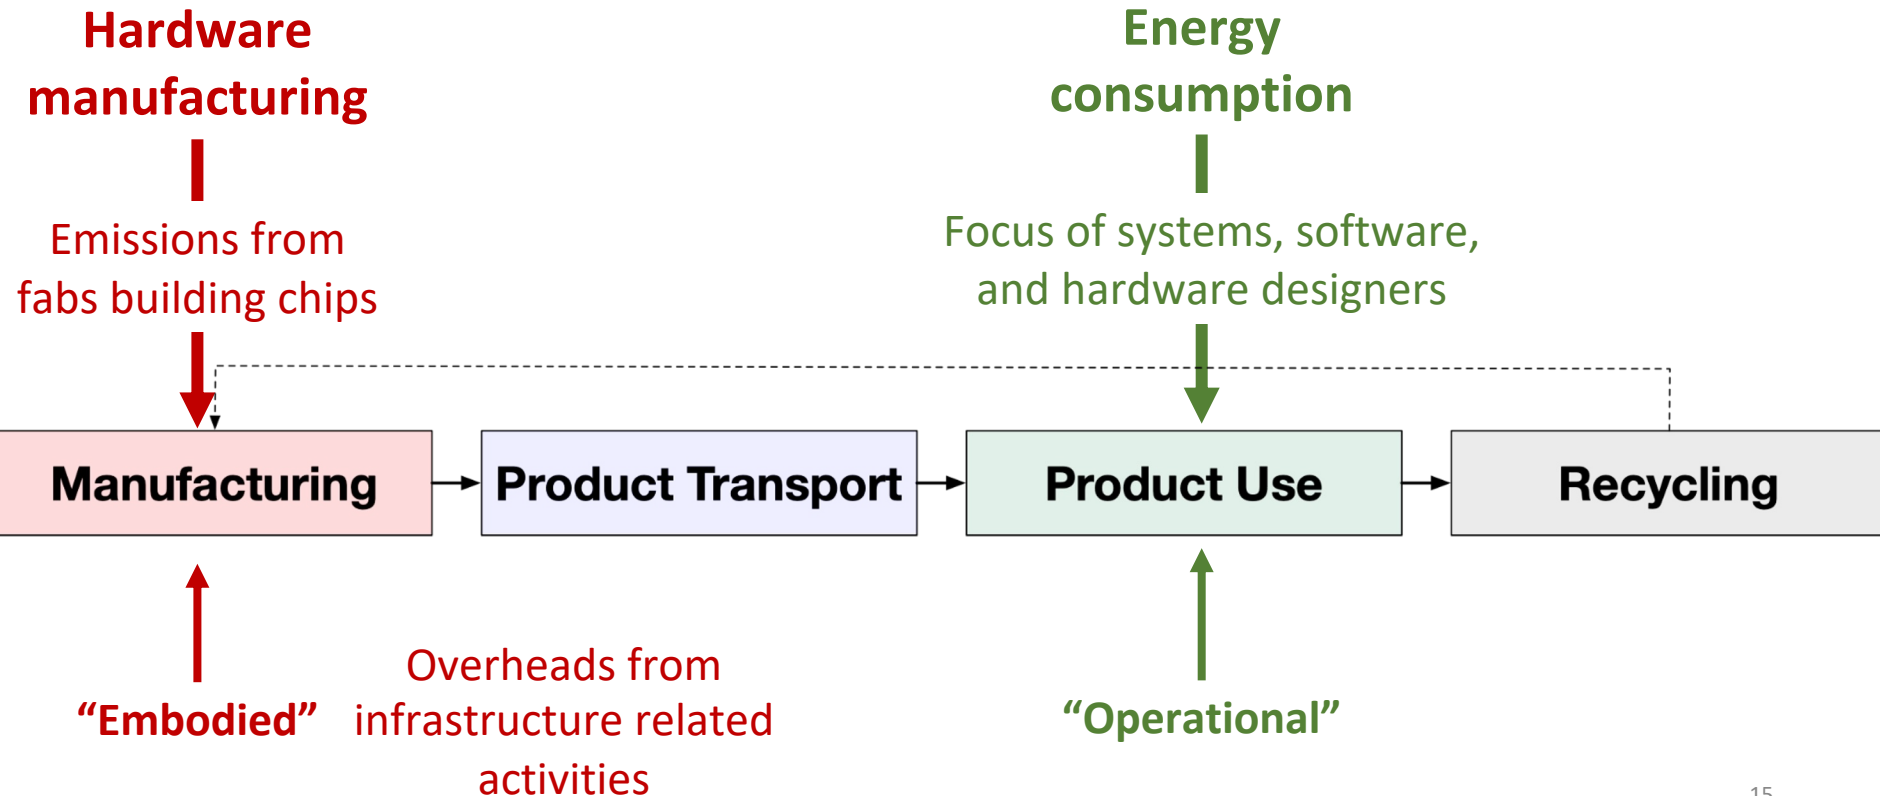 Hardware
manufacturing
Energy
consumption
Emissions from
fabs building chips
Focus of systems, software,
and hardware designers
Manufacturing
Product Transport
Product Use
Recycling
“Embodied”
Overheads from
infrastructure related
activities
“Operational”
15